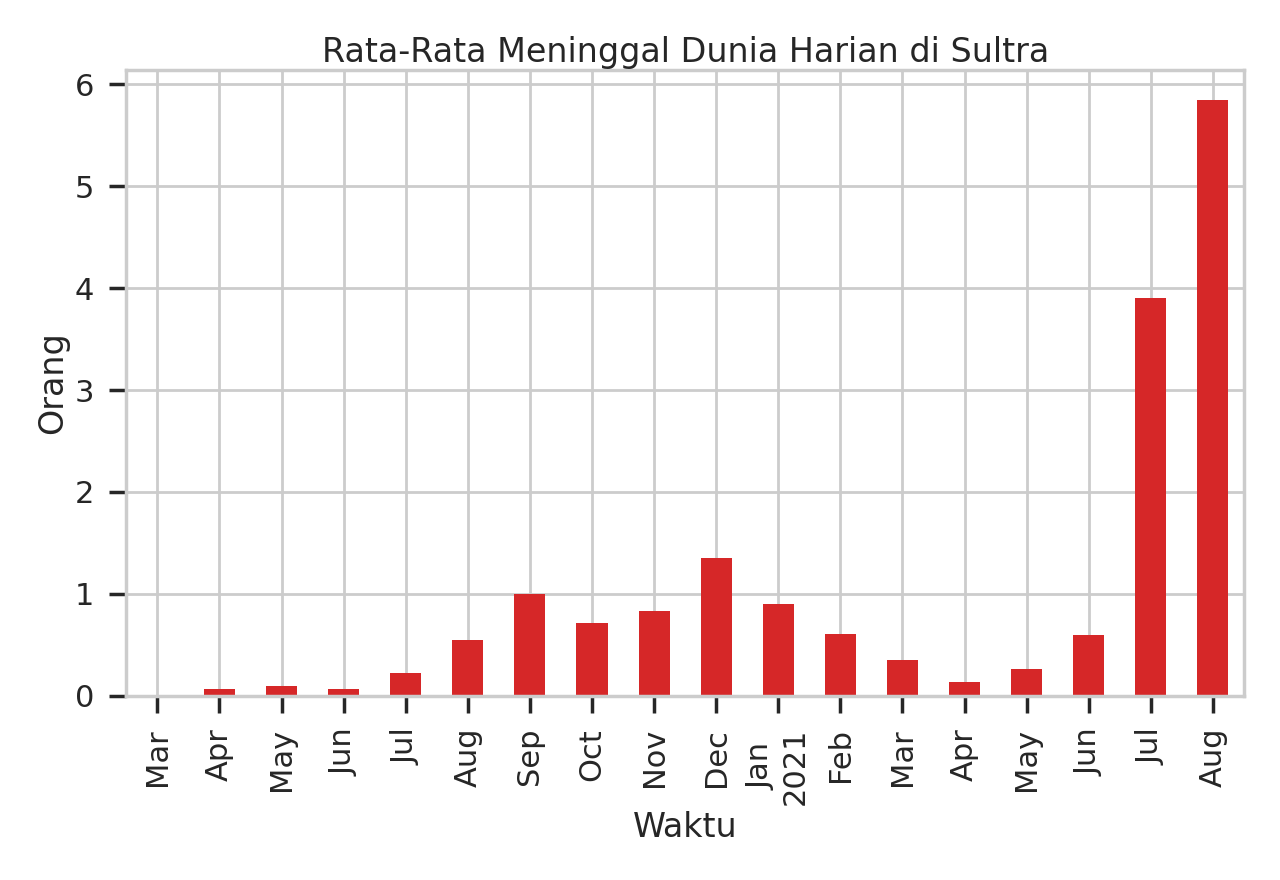 Rata-Rata Meninggal Dunia Harian di Sultra
6
5
4
3
2
1
0
Orang
Mar
Apr
May
Jun
Jul
Aug
Sep
Oct
Nov
Dec
Jan
2021
Feb
Mar
Apr
May
Jun
Jul
Aug
Waktu